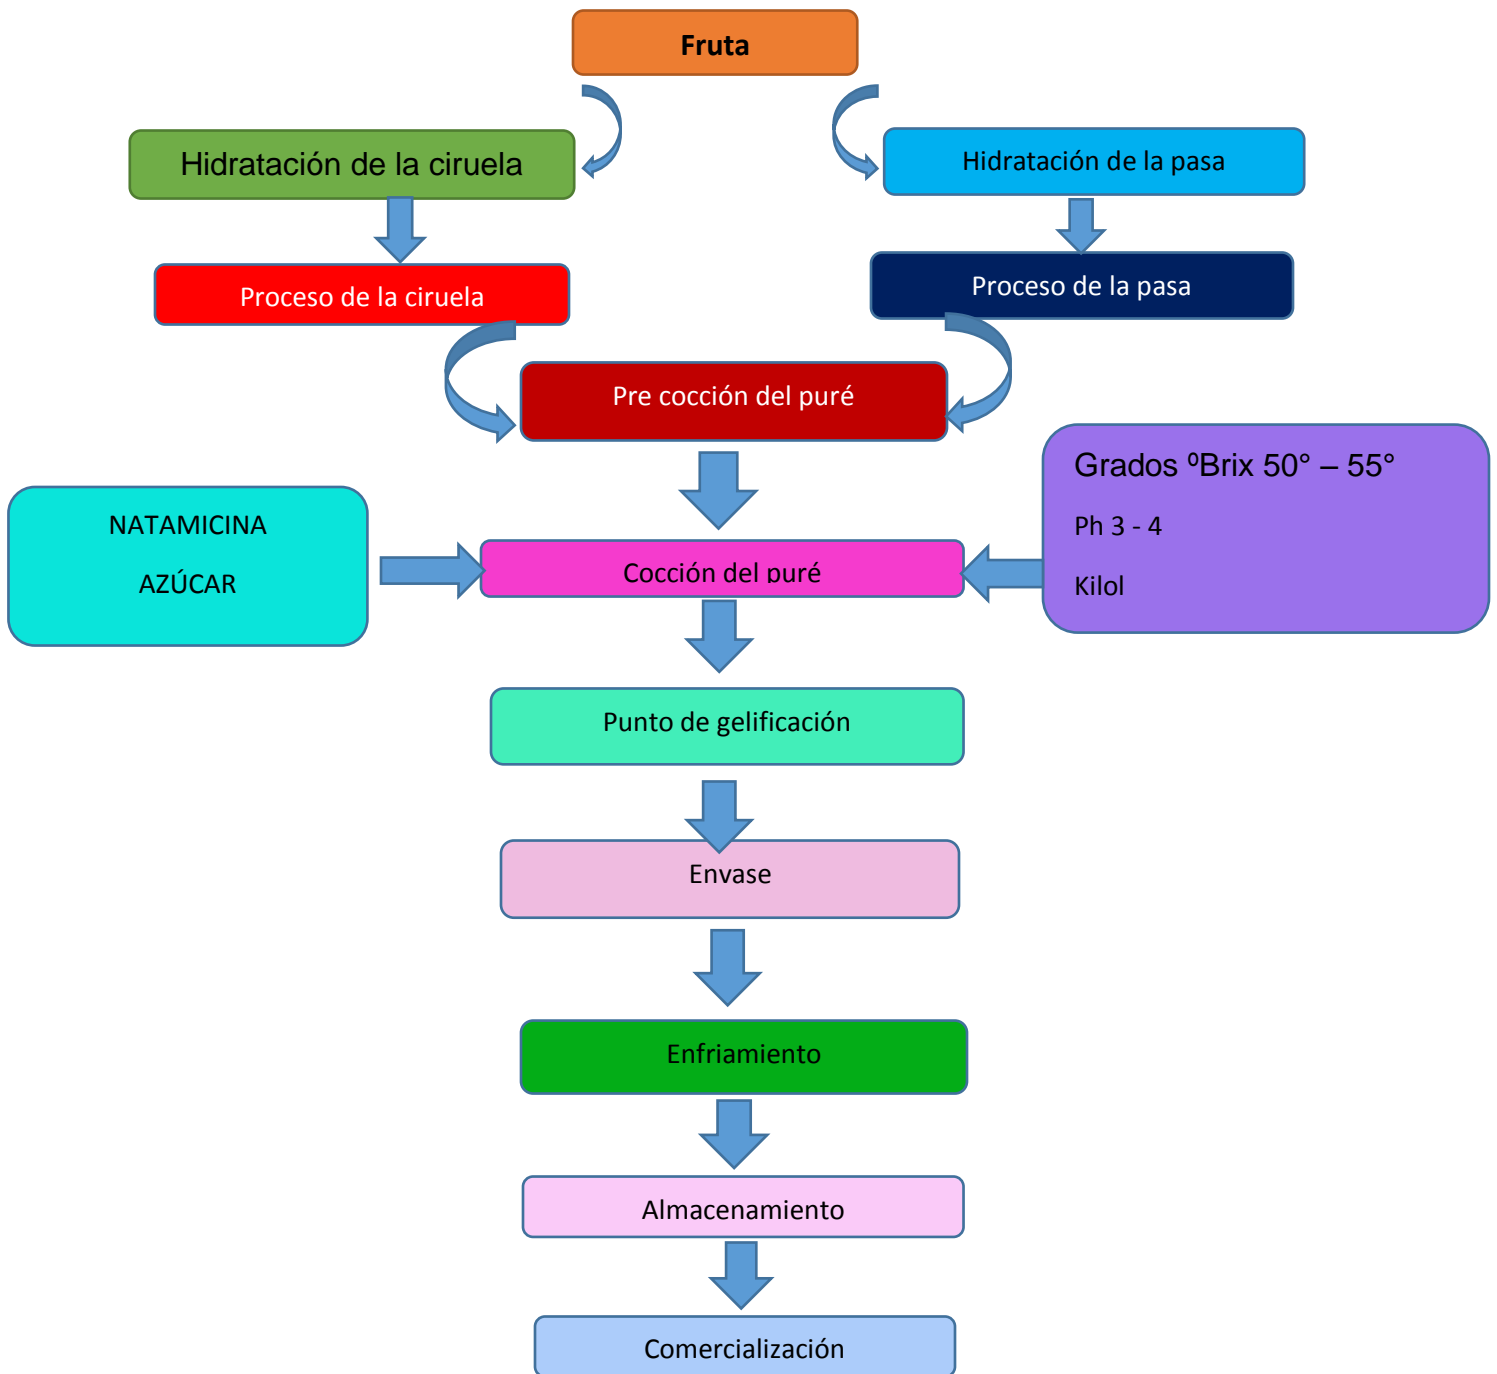 Fruta
Hidratación de la ciruela
Hidratación de la pasa
Proceso de la ciruela
Proceso de la pasa
Pre cocción del puré
Grados ºBrix 50° – 55°
Ph 3 - 4
Kilol
NATAMICINA
AZÚCAR
Cocción del puré
Punto de gelificación
Envase
Enfriamiento
Almacenamiento
Comercialización